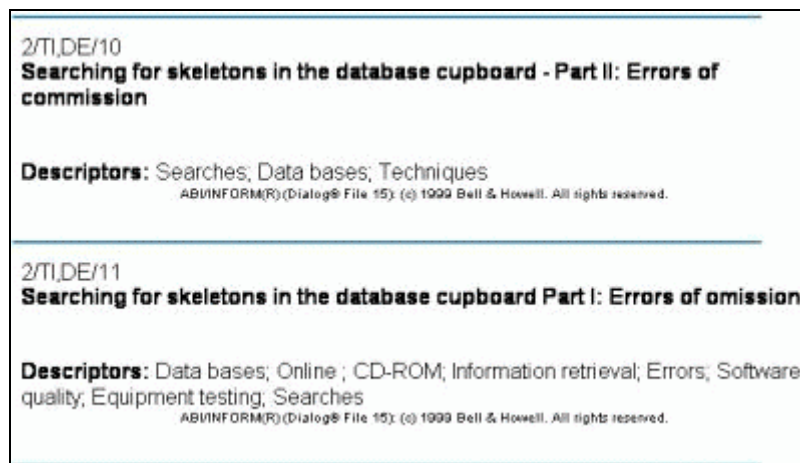 2/TI,DE/10
Searching for skeletons in the database cupboard - Part II: Errors of
commission
Descriptors: Searches; Data bases; Techniques
ABI/INFORM(R)(Dialog® File 15): (c) 1999 Bell & Howell. All rights reserved.
2/TI,DE/11
Searching for skeletons in the database cupboard Part I: Errors of omission
Descriptors: Data bases; Online ; CD-ROM; Information retrieval; Errors; Software
quality; Equipment testing; Searches
ABI/INFORM(R)(Dialog® File 15): (c) 1999 Bell & Howell. All rights reserved.